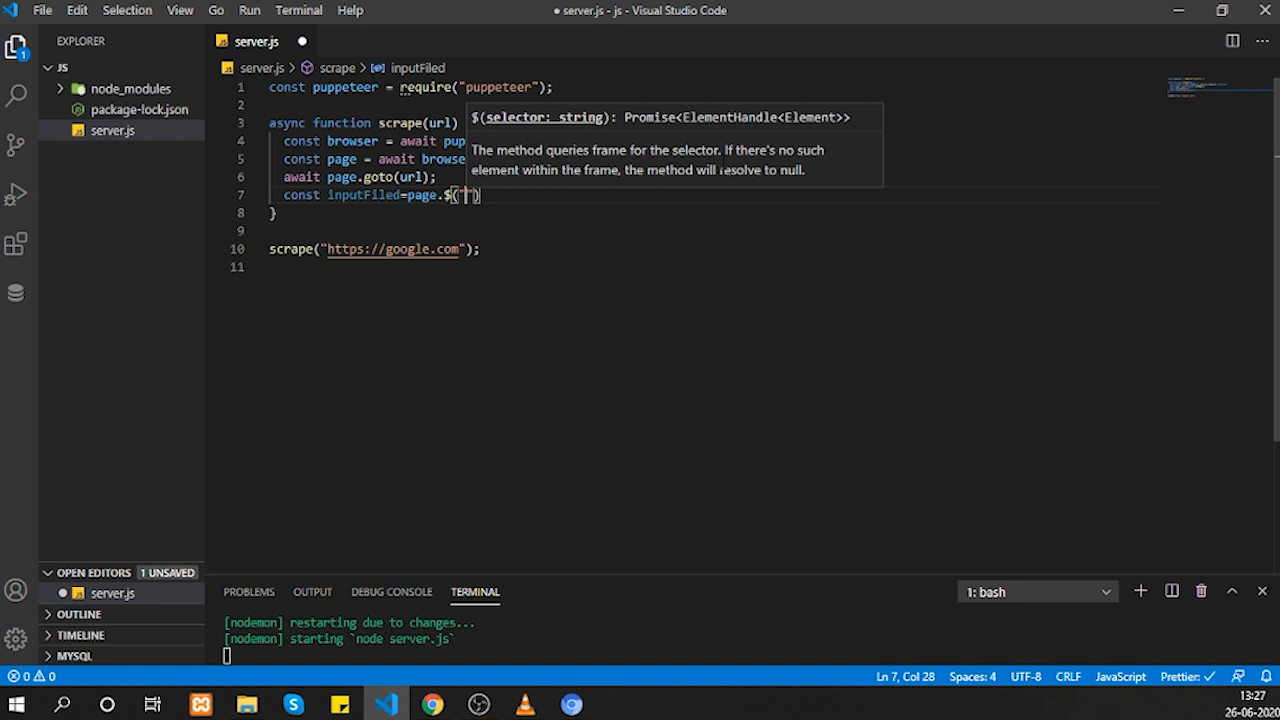 File Edit Selection View Go Run Terminal Help ● server.js - js - Visual Studio Code
EXPLORER
server.js
JS
server.js > scrape > inputFiled
node_modules
package-lock.json
server.js
1 const puppeteer = require("puppeteer");
2
3 async function scrape(url)
4 const browser = await pup
5 const page = await browse
6 await page.goto(url);
7 const inputFiled=page.$("")
8 }
9
10 scrape("https://google.com");
11
$(selector: string): Promise<ElementHandle<Element>>
The method queries frame for the selector. If there's no such
element within the frame, the method will resolve to null.
OPEN EDITORS 1 UNSAVED
server.js
OUTLINE
TIMELINE
MYSQL
PROBLEMS OUTPUT DEBUG CONSOLE TERMINAL 1: bash
[nodemon] restarting due to changes...
[nodemon] starting `node server.js`
0 0 Ln 7, Col 28 Spaces: 4 UTF-8 CRLF JavaScript Prettier: ✓
13:27
26-06-2020
1